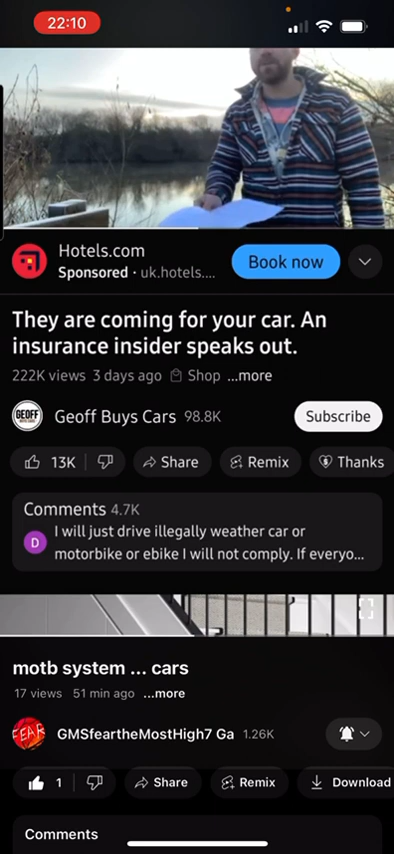 22:10
Hotels.com
Sponsored · uk.hotels....
Book now
They are coming for your car. An
insurance insider speaks out.
222K views 3 days ago Shop ...more
GEOFF
BUYS CARS
Geoff Buys Cars 98.8K
Subscribe
13K
Share
Remix
Thanks
Comments 4.7K
D
I will just drive illegally weather car or
motorbike or ebike I will not comply. If everyo...
motb system ... cars
17 views 51 min ago ...more
FEAR
GMSfeartheMostHigh7 Ga 1.26K
1
Share
Remix
Download
Comments